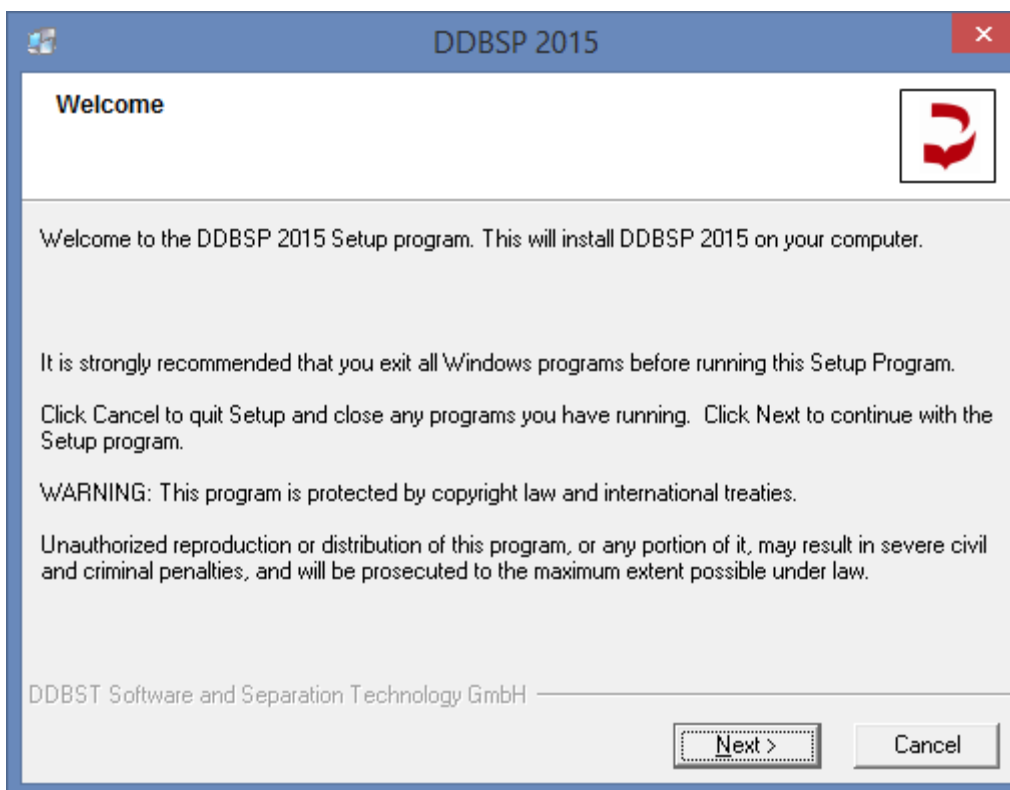 DDBSP 2015
Welcome
Welcome to the DDBSP 2015 Setup program. This will install DDBSP 2015 on your computer.
It is strongly recommended that you exit all Windows programs before running this Setup Program.
Click Cancel to quit Setup and close any programs you have running.  Click Next to continue with the
Setup program.
WARNING: This program is protected by copyright law and international treaties.
Unauthorized reproduction or distribution of this program, or any portion of it, may result in severe civil
and criminal penalties, and will be prosecuted to the maximum extent possible under law.
DDBST Software and Separation Technology GmbH
Next >
Cancel